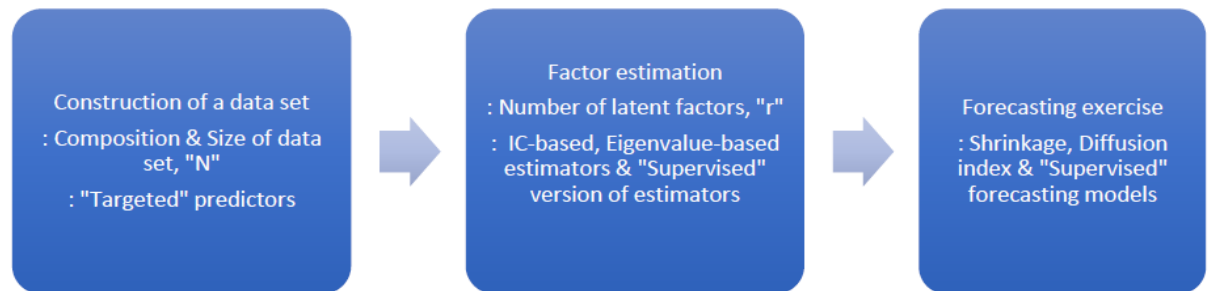 Construction of a data set
: Composition & Size of data
set, "N"
: "Targeted" predictors
Factor estimation
: Number of latent factors, "r"
: IC-based, Eigenvalue-based
estimators & "Supervised"
version of estimators
Forecasting exercise
: Shrinkage, Diffusion
index & "Supervised"
forecasting models